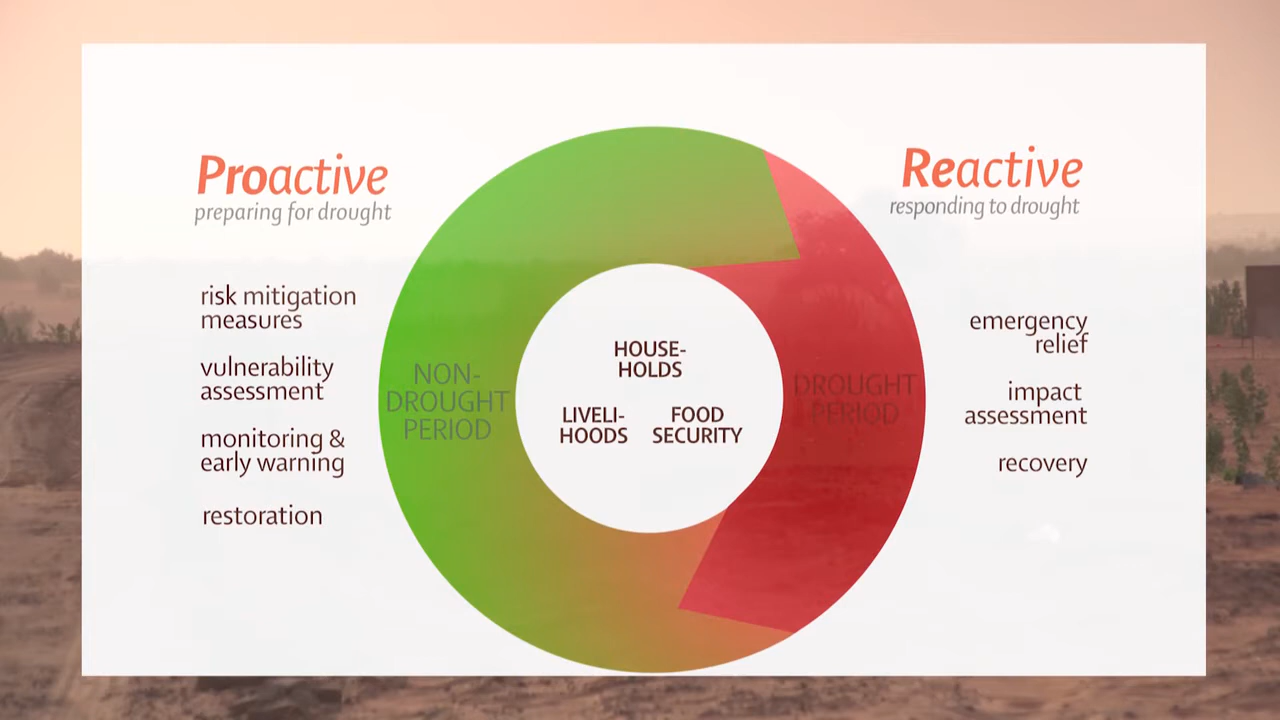 Proactive
preparing for drought
risk mitigation
measures
vulnerability
assessment
monitoring &
early warning
restoration
NON-
DROUGHT
PERIOD
HOUSE-
HOLDS
LIVELI-
HOODS
FOOD
SECURITY
DROUGHT
PERIOD
Reactive
responding to drought
emergency
relief
impact
assessment
recovery